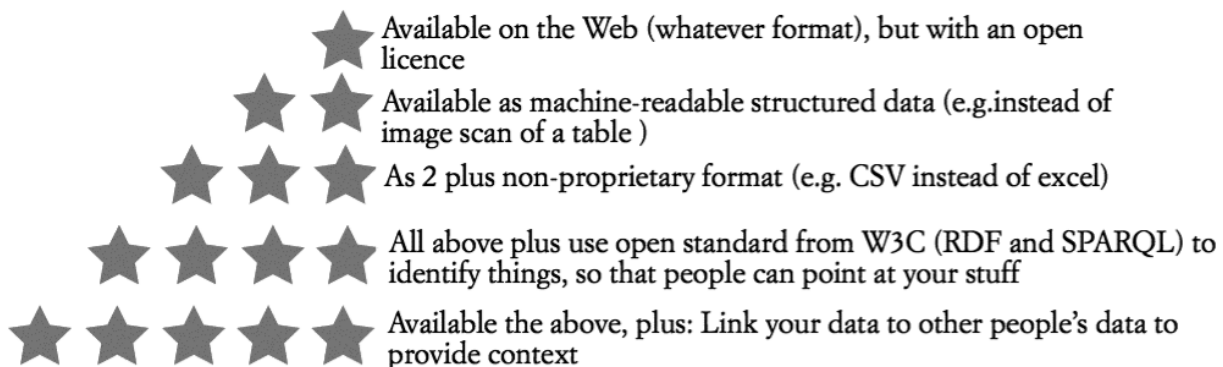 Available on the Web (whatever format), but with an open
licence
Available as machine-readable structured data (e.g.instead of
image scan of a table )
As 2 plus non-proprietary format (e.g. CSV instead of excel)
All above plus use open standard from W3C (RDF and SPARQL) to
identify things, so that people can point at your stuff
Available the above, plus: Link your data to other people's data to
provide context